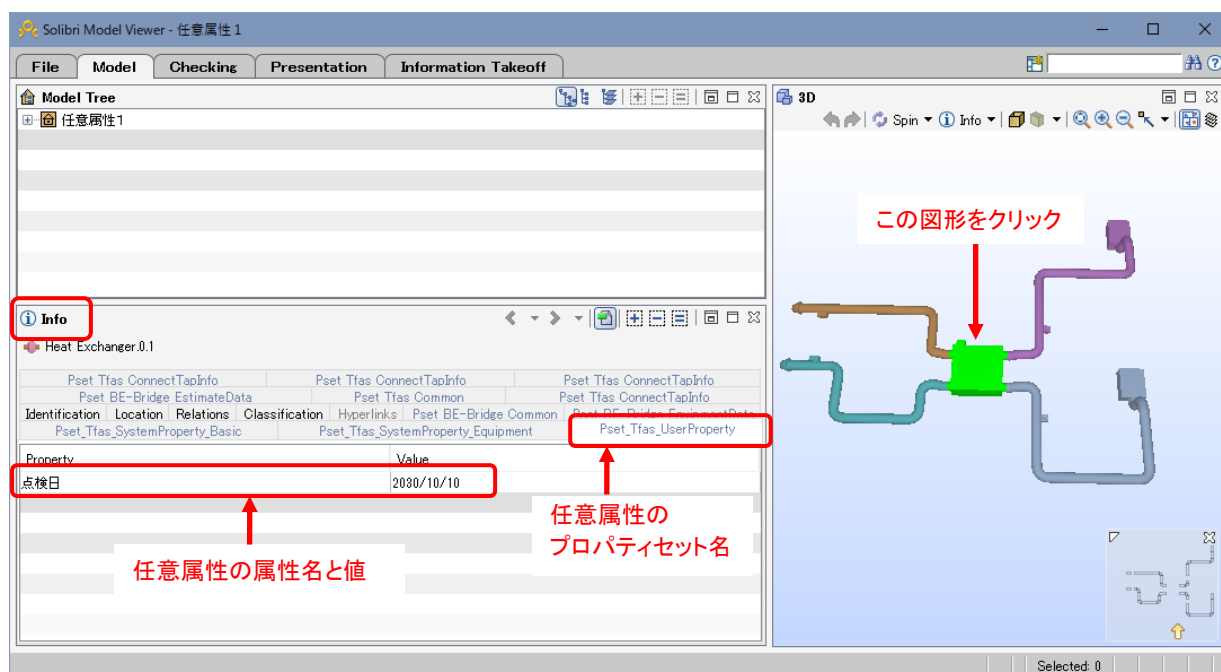 Solibri Model Viewer - 任意属性1
File Model Checking Presentation Information Takeoff
Model Tree
任意属性1
3D
Spin Info
この図形をクリック
Info
Heat Exchanger.0.1
Pset Tfas ConnectTapInfo Pset Tfas ConnectTapInfo Pset Tfas ConnectTapInfo
Pset BE-Bridge EstimateData Pset Tfas Common Pset Tfas ConnectTapInfo
Identification Location Relations Classification Hyperlinks Pset BE-Bridge Common Pset BE-Bridge EquipmentData
Pset_Tfas_SystemProperty_Basic Pset_Tfas_SystemProperty_Equipment Pset_Tfas_UserProperty
Property Value
点検日 2030/10/10
任意属性の
プロパティセット名
任意属性の属性名と値
Selected: 0